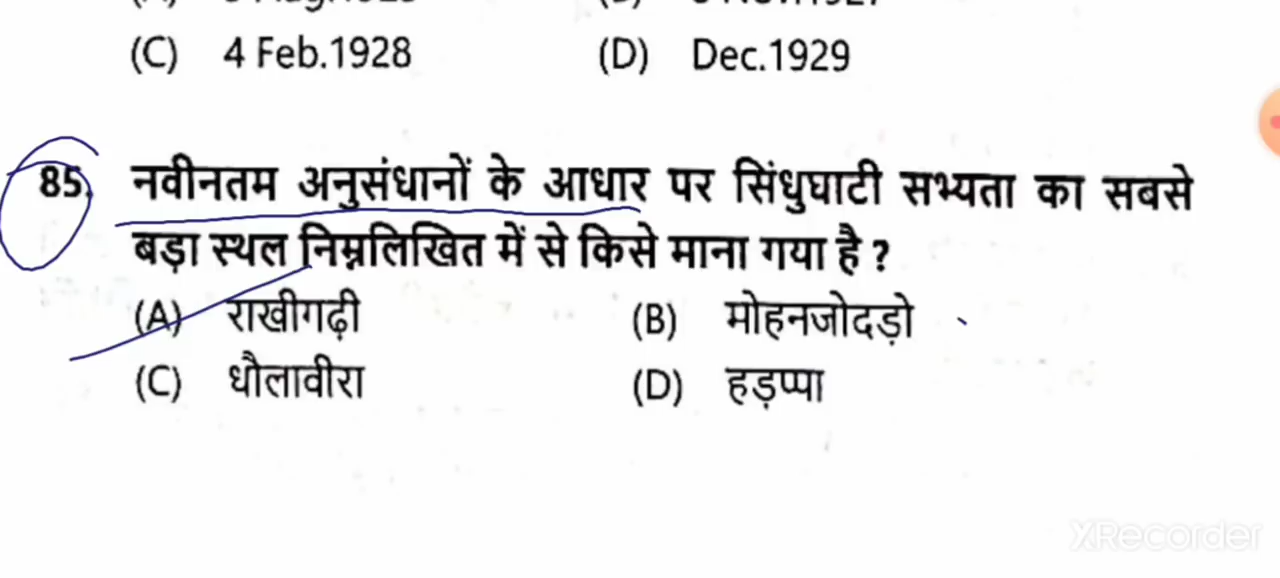 (C) 4 Feb.1928 (D) Dec.1929
85. नवीनतम अनुसंधानों के आधार पर सिंधुघाटी सभ्यता का सबसे
बड़ा स्थल निम्नलिखित में से किसे माना गया है ?
(A) राखीगढ़ी (B) मोहनजोदड़ो
(C) धौलावीरा (D) हड़प्पा
XRecorder